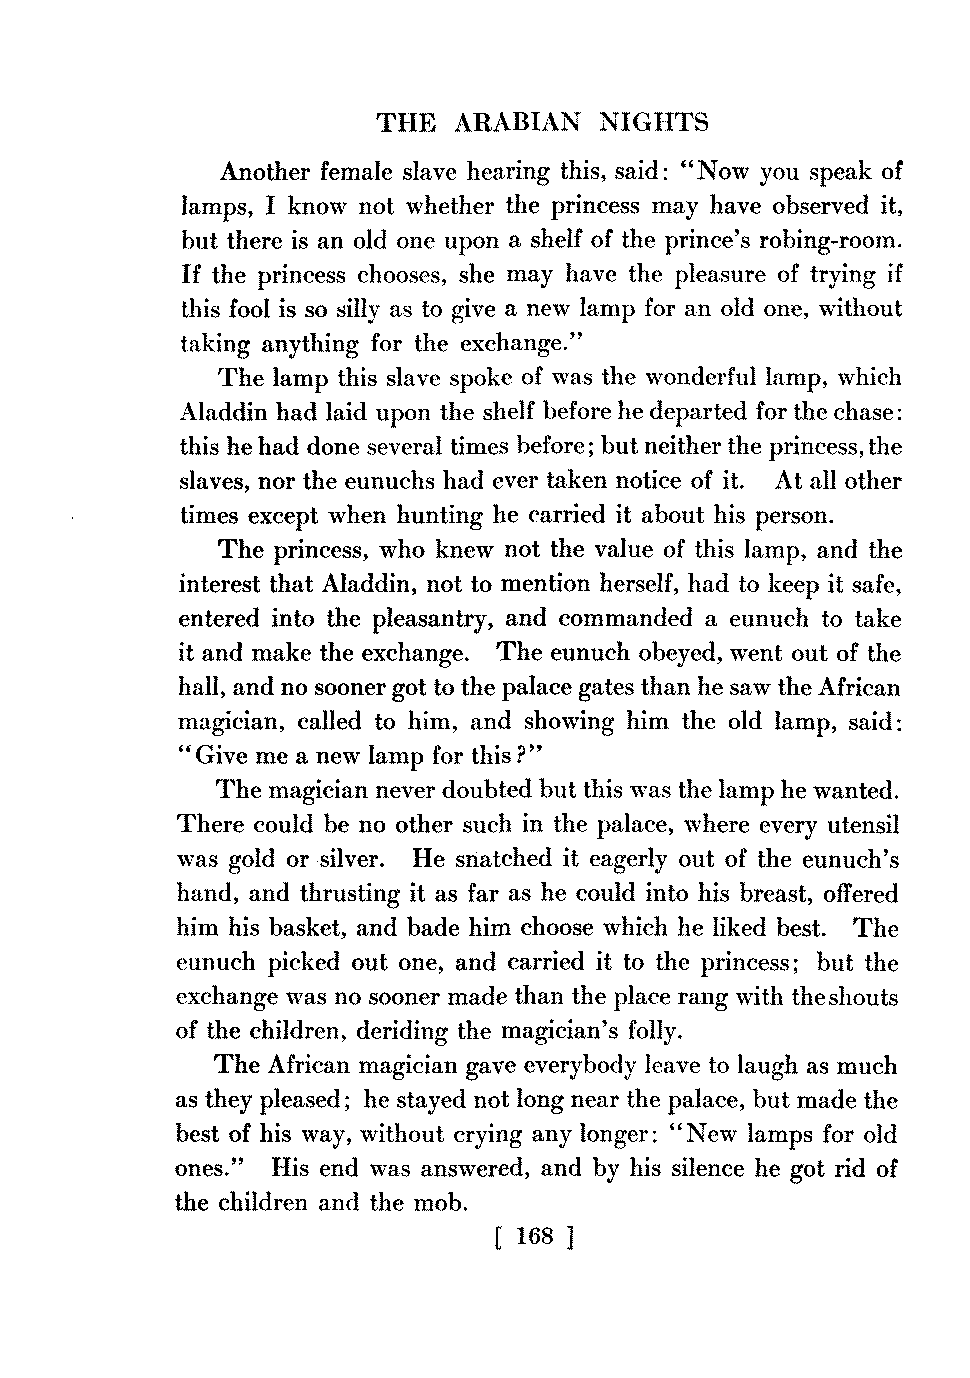 THE ARABIAN NIGHTS
Another female slave hearing this, said: “Now you speak of
lamps, I know not whether the princess may have observed it,
but there is an old one upon a shelf of the prince’s robing-room.
If the princess chooses, she may have the pleasure of trying if
this fool is so silly as to give a new lamp for an old one, without
taking anything for the exchange.”
The lamp this slave spoke of was the wonderful lamp, which
Aladdin had laid upon the shelf before he departed for the chase:
this he had done several times before; but neither the princess, the
slaves, nor the eunuchs had ever taken notice of it. At all other
times except when hunting he carried it about his person.
The princess, who knew not the value of this lamp, and the
interest that Aladdin, not to mention herself, had to keep it safe,
entered into the pleasantry, and commanded a eunuch to take
it and make the exchange. The eunuch obeyed, went out of the
hall, and no sooner got to the palace gates than he saw the African
magician, called to him, and showing him the old lamp, said:
“Give me a new lamp for this?”
The magician never doubted but this was the lamp he wanted.
There could be no other such in the palace, where every utensil
was gold or silver. He snatched it eagerly out of the eunuch’s
hand, and thrusting it as far as he could into his breast, offered
him his basket, and bade him choose which he liked best. The
eunuch picked out one, and carried it to the princess; but the
exchange was no sooner made than the place rang with the shouts
of the children, deriding the magician’s folly.
The African magician gave everybody leave to laugh as much
as they pleased; he stayed not long near the palace, but made the
best of his way, without crying any longer: “New lamps for old
ones.” His end was answered, and by his silence he got rid of
the children and the mob.
[ 168 ]